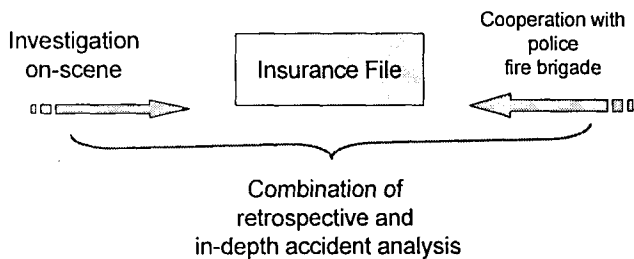 Investigation
on-scene
Insurance File
Cooperation with
police
fire brigade
Combination of
retrospective and
in-depth accident analysis